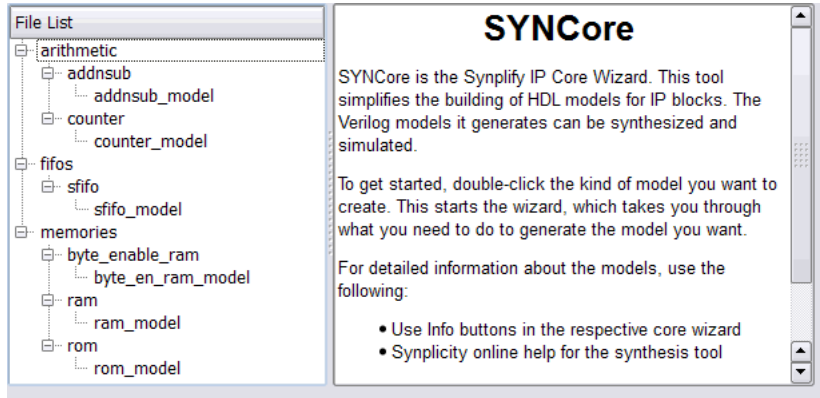 File List
arithmetic
addnsub
addnsub_model
counter
counter_model
fifos
sfifo
sfifo_model
memories
byte_enable_ram
byte_en_ram_model
ram
ram_model
rom
rom_model
SYNCore
SYNCore is the Synplify IP Core Wizard. This tool
simplifies the building of HDL models for IP blocks. The
Verilog models it generates can be synthesized and
simulated.
To get started, double-click the kind of model you want to
create. This starts the wizard, which takes you through
what you need to do to generate the model you want.
For detailed information about the models, use the
following:
• Use Info buttons in the respective core wizard
• Synplicity online help for the synthesis tool